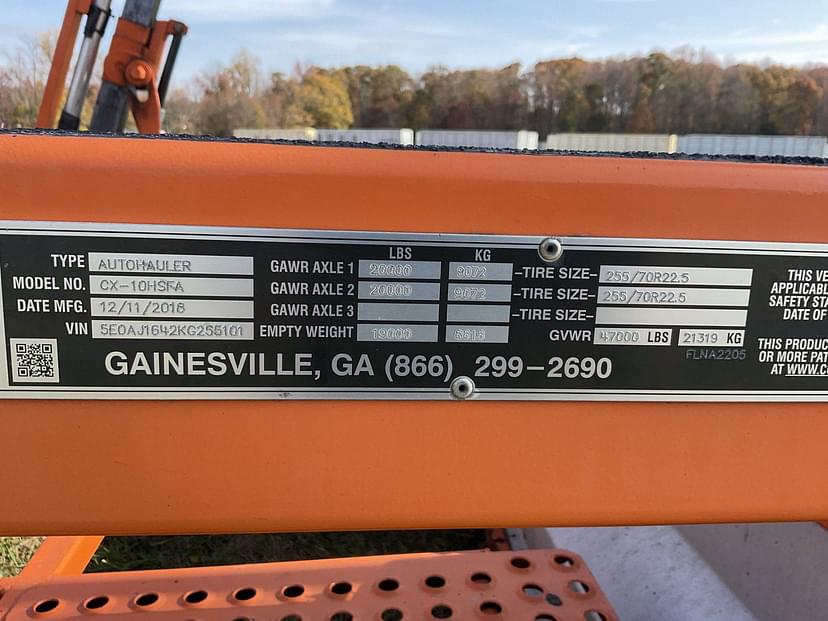 LBS KG
TYPE AUTOHAULER GAWR AXLE 1 20000 9072 -TIRE SIZE- 255/70R22.5
MODEL NO. CX-10HSFA GAWR AXLE 2 20000 9072 -TIRE SIZE- 255/70R22.5
DATE MFG. 12/11/2018 GAWR AXLE 3 -TIRE SIZE-
VIN 5E0AJ1642KG255101 EMPTY WEIGHT 19000 8618 GVWR 47000 LBS 21319 KG
FLNA2205
GAINESVILLE, GA (866) 299-2690
THIS VE
APPLICABL
SAFETY STA
DATE OF
THIS PRODUC
OR MORE PAT
AT WWW.CO